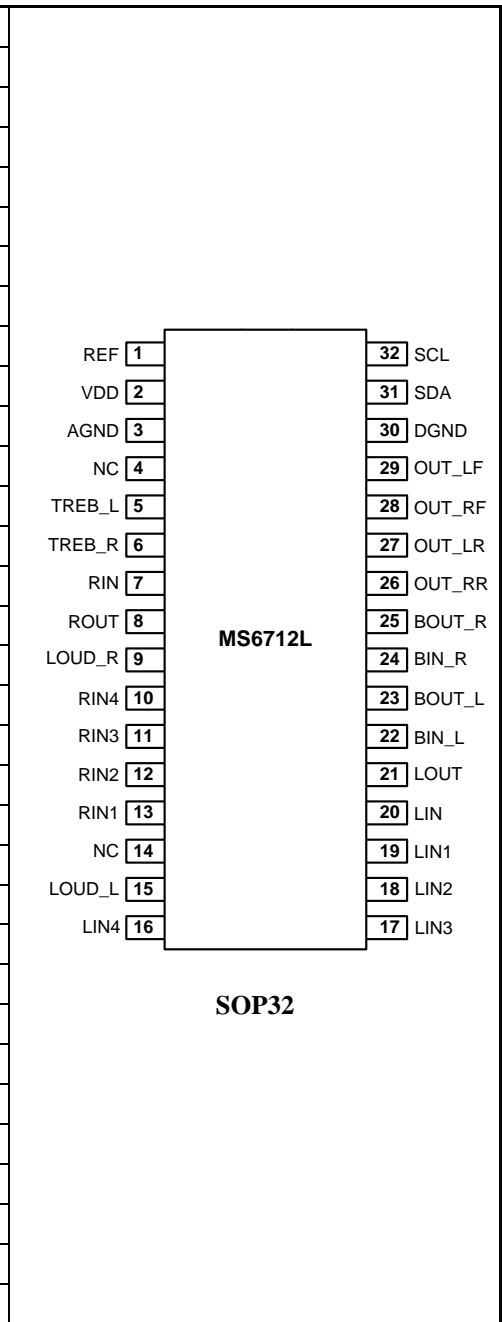 REF 1 32 SCL
VDD 2 31 SDA
AGND 3 30 DGND
NC 4 29 OUT_LF
TREB_L 5 28 OUT_RF
TREB_R 6 27 OUT_LR
RIN 7 26 OUT_RR
ROUT 8 25 BOUT_R
MS6712L
LOUD_R 9 24 BIN_R
RIN4 10 23 BOUT_L
RIN3 11 22 BIN_L
RIN2 12 21 LOUT
RIN1 13 20 LIN
NC 14 19 LIN1
LOUD_L 15 18 LIN2
LIN4 16 17 LIN3
SOP32